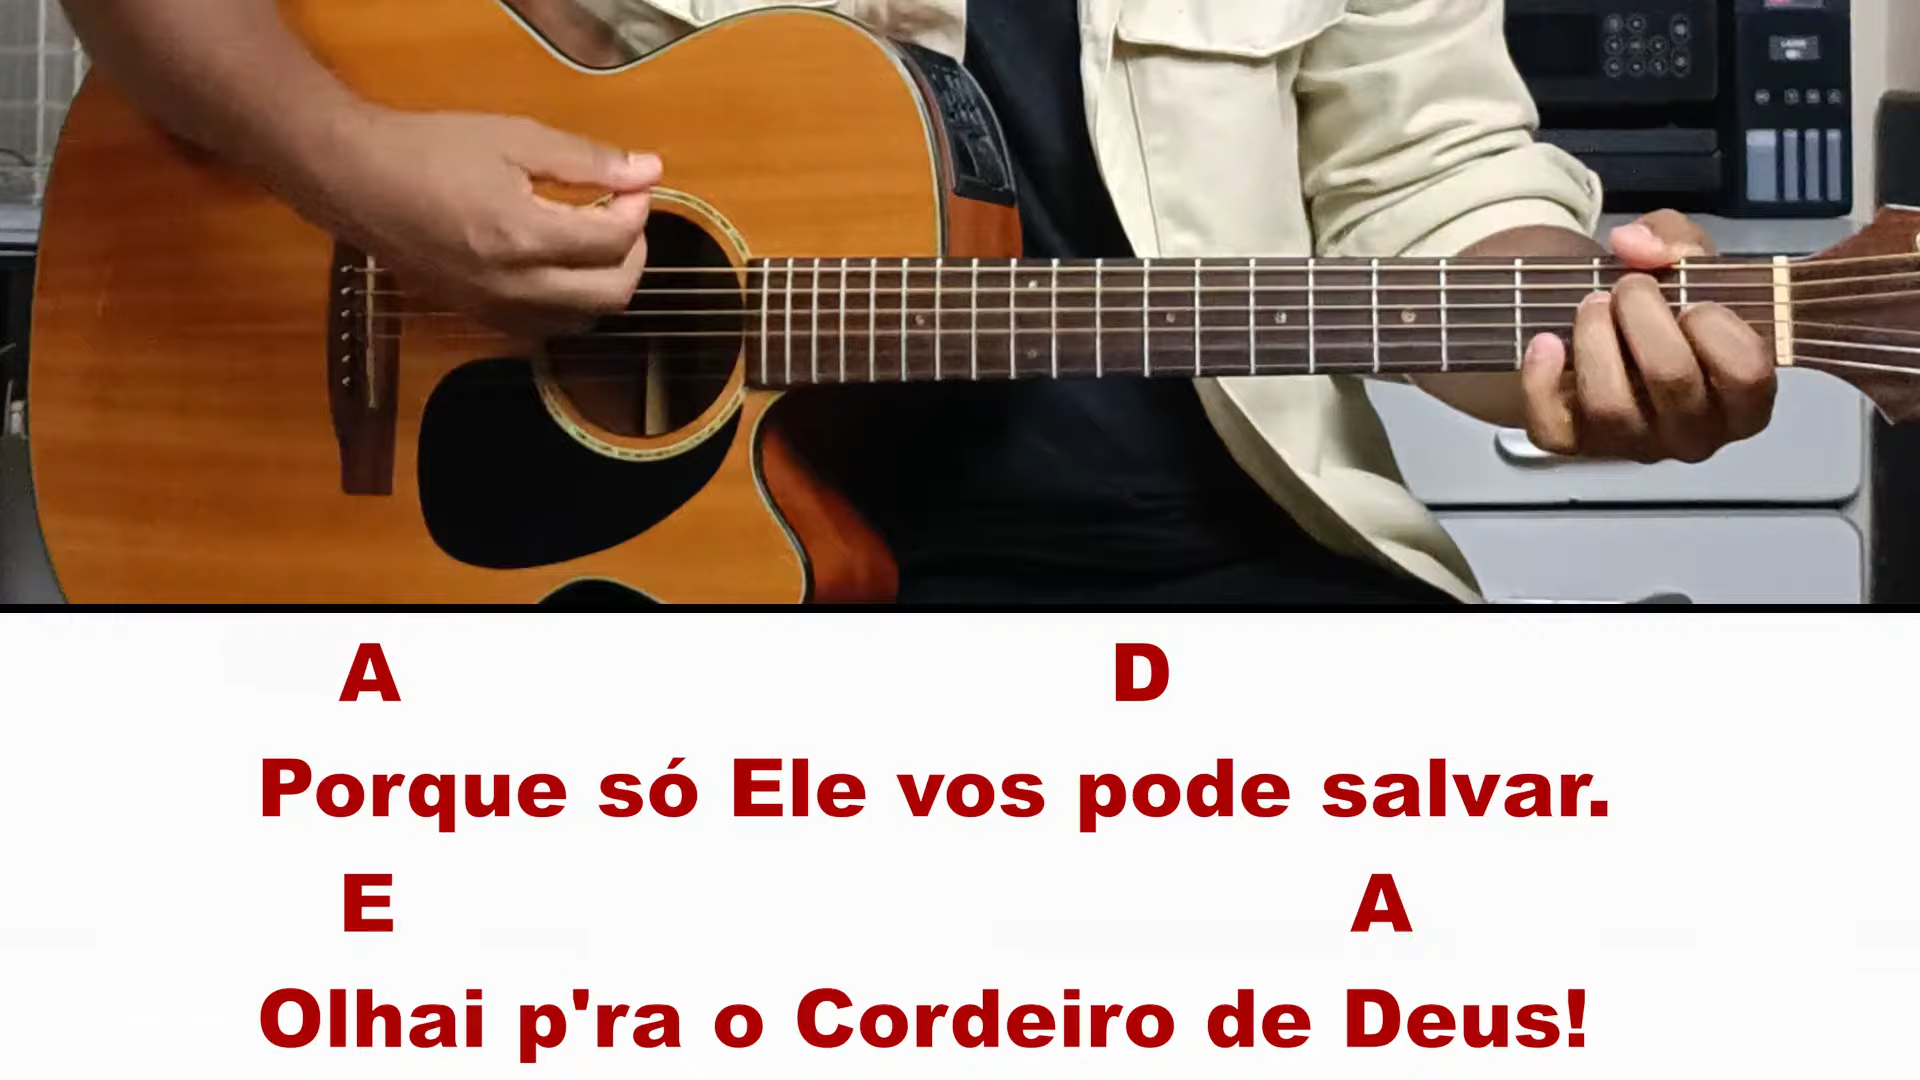 A D
Porque só Ele vos pode salvar.
E A
Olhai p'ra o Cordeiro de Deus!